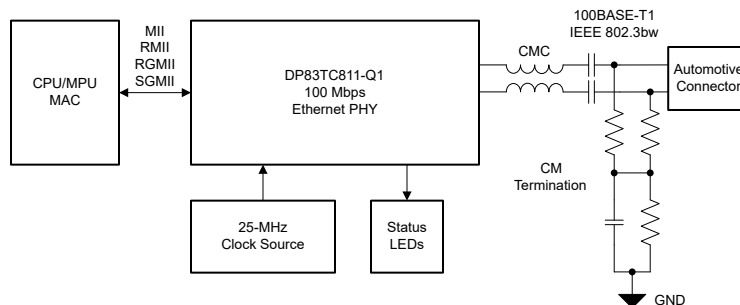 100BASE-T1
IEEE 802.3bw
MII
RMII
RGMII
SGMII
CMC
CPU/MPU
MAC
DP83TC811-Q1
100 Mbps
Ethernet PHY
Automotive
Connector
CM
Termination
25-MHz
Clock Source
Status
LEDs
GND